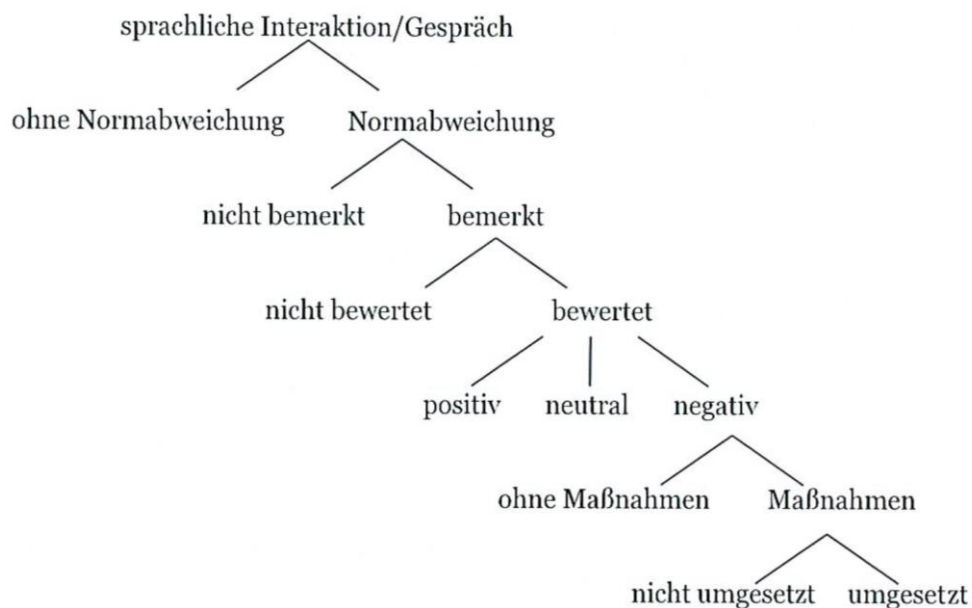 sprachliche Interaktion/Gespräch
ohne Normabweichung Normabweichung
nicht bemerkt bemerkt
nicht bewertet bewertet
positiv neutral negativ
ohne Maßnahmen Maßnahmen
nicht umgesetzt umgesetzt